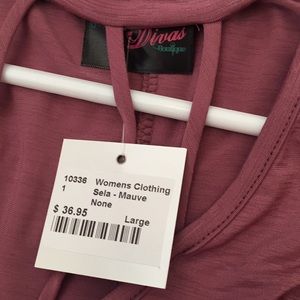 Divas
Boutique
10336 Womens Clothing
1 Sela - Mauve
None
$ 36.95
Large